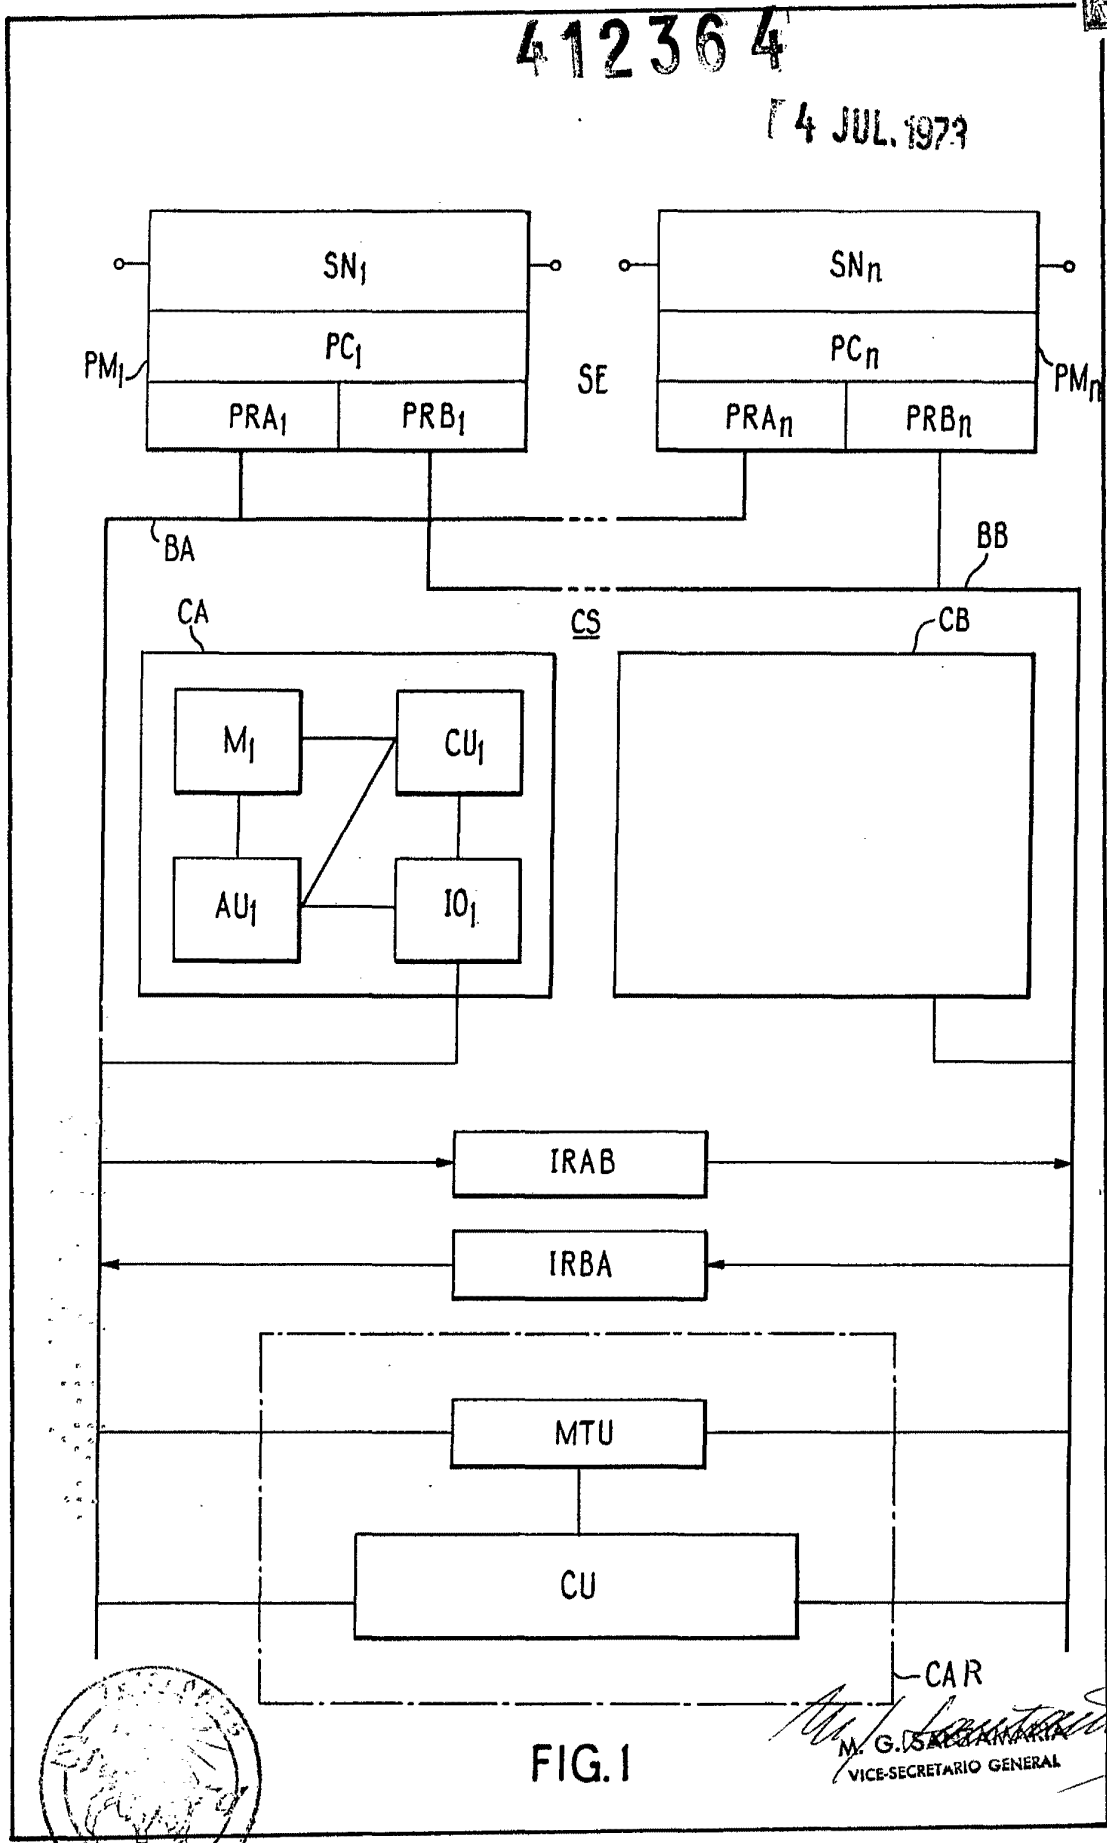 412364
4 JUL. 1973
SN1
SNn
PC1
PCn
PM1
SE
PMn
PRA1
PRB1
PRAn
PRBn
BA
BB
CA
CS
CB
M1
CU1
AU1
IO1
IRAB
IRBA
MTU
CU
CAR
FIG.1
M. G. SANTAMARIA
VICE-SECRETARIO GENERAL